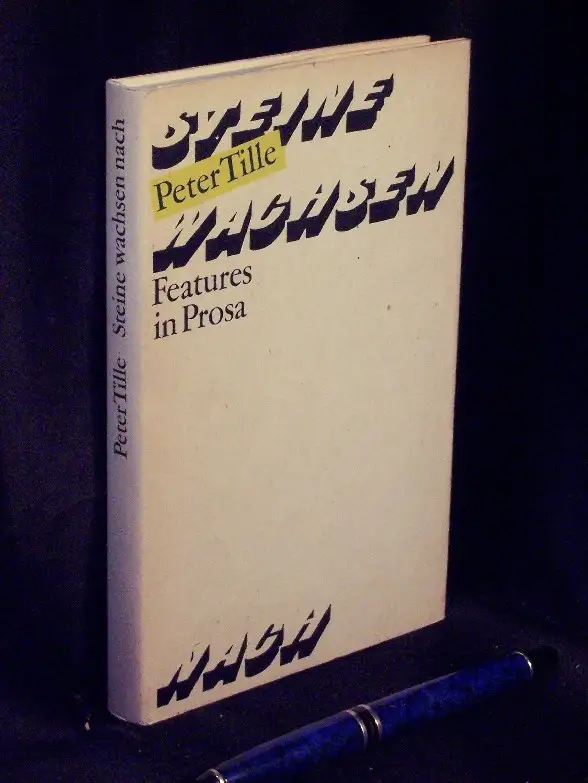 STEINE
Peter Tille
WACHSEN
Features
in Prosa
NACH
Peter Tille Steine wachsen nach